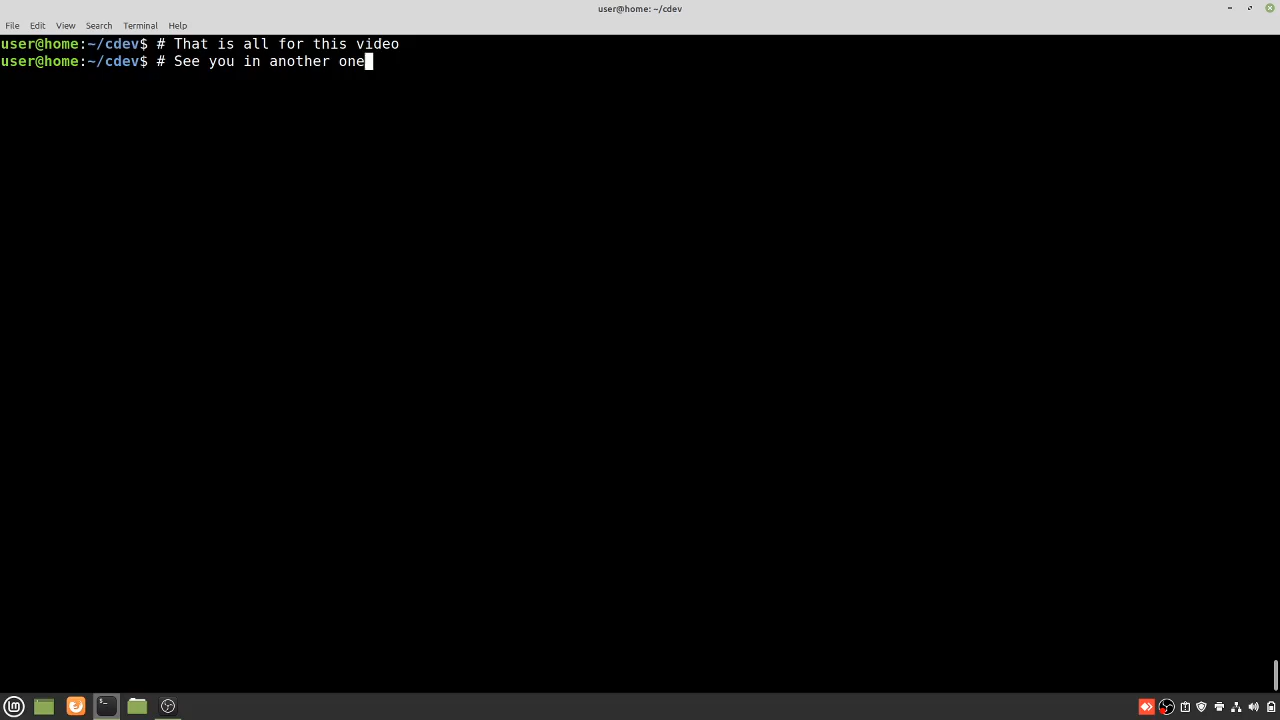 user@home: ~/cdev
File Edit View Search Terminal Help
user@home:~/cdev$ # That is all for this video
user@home:~/cdev$ # See you in another one